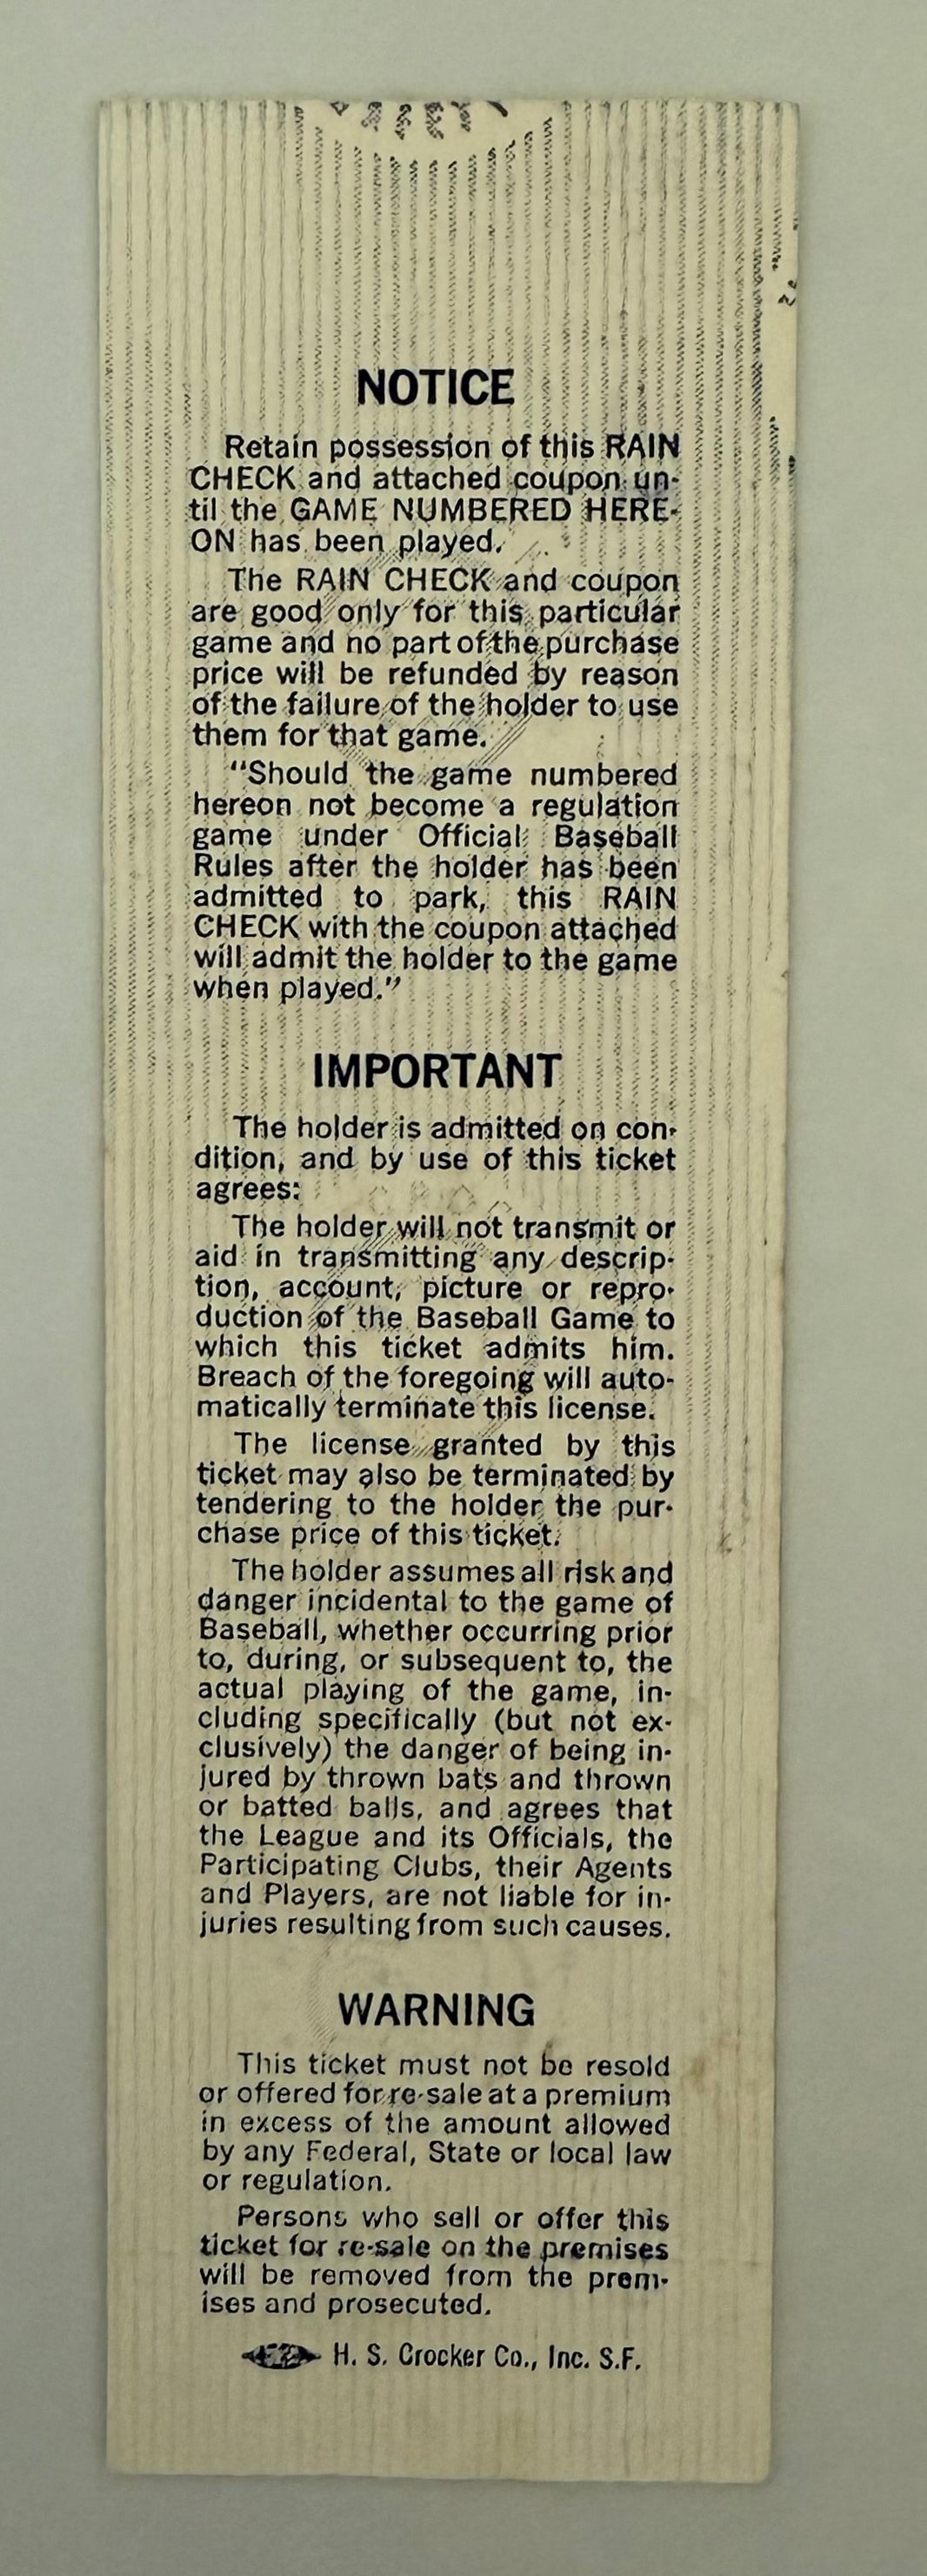 NOTICE
Retain possession of this RAIN
CHECK and attached coupon un-
til the GAME NUMBERED HERE-
ON has been played.
The RAIN CHECK and coupon
are good only for this particular
game and no part of the purchase
price will be refunded by reason
of the failure of the holder to use
them for that game.
"Should the game numbered
hereon not become a regulation
game under Official Baseball
Rules after the holder has been
admitted to park, this RAIN
CHECK with the coupon attached
will admit the holder to the game
when played."
IMPORTANT
The holder is admitted on con-
dition, and by use of this ticket
agrees:
The holder will not transmit or
aid in transmitting any descrip-
tion, account, picture or repro-
duction of the Baseball Game to
which this ticket admits him.
Breach of the foregoing will auto-
matically terminate this license.
The license granted by this
ticket may also be terminated by
tendering to the holder the pur-
chase price of this ticket.
The holder assumes all risk and
danger incidental to the game of
Baseball, whether occurring prior
to, during, or subsequent to, the
actual playing of the game, in-
cluding specifically (but not ex-
clusively) the danger of being in-
jured by thrown bats and thrown
or batted balls, and agrees that
the League and its Officials, the
Participating Clubs, their Agents
and Players, are not liable for in-
juries resulting from such causes.
WARNING
This ticket must not be resold
or offered for re-sale at a premium
in excess of the amount allowed
by any Federal, State or local law
or regulation.
Persons who sell or offer this
ticket for re-sale on the premises
will be removed from the prem-
ises and prosecuted.
H. S. Crocker Co., Inc. S.F.